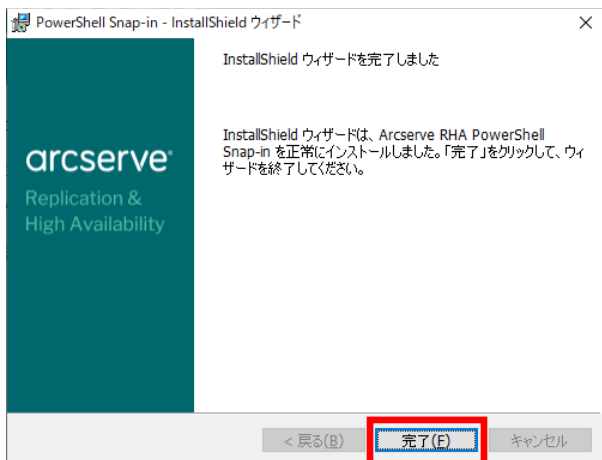 PowerShell Snap-in - InstallShield ウィザード
InstallShield ウィザードを完了しました
InstallShield ウィザードは、Arcserve RHA PowerShell
Snap-in を正常にインストールしました。「完了」をクリックして、ウィ
ザードを終了してください。
arcserve
Replication &
High Availability
< 戻る(B)
完了(F)
キャンセル